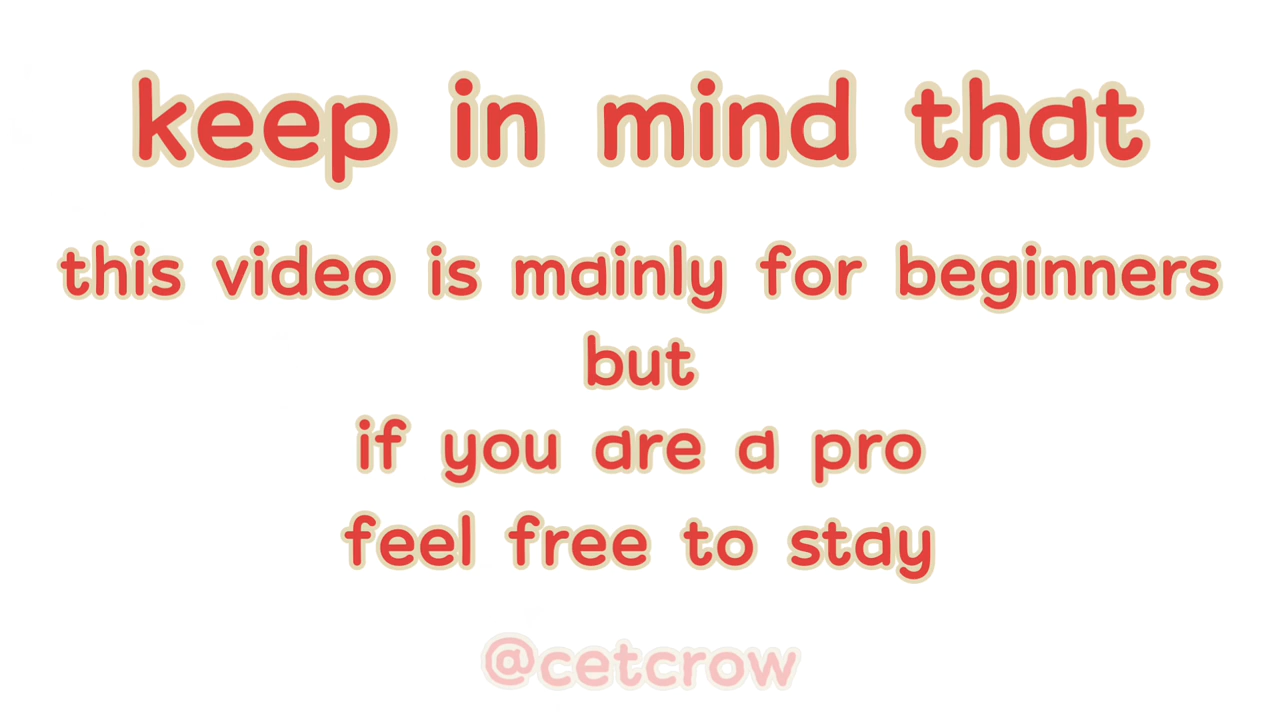 keep in mind that
this video is mainly for beginners
but
if you are a pro
feel free to stay
@cetcrow